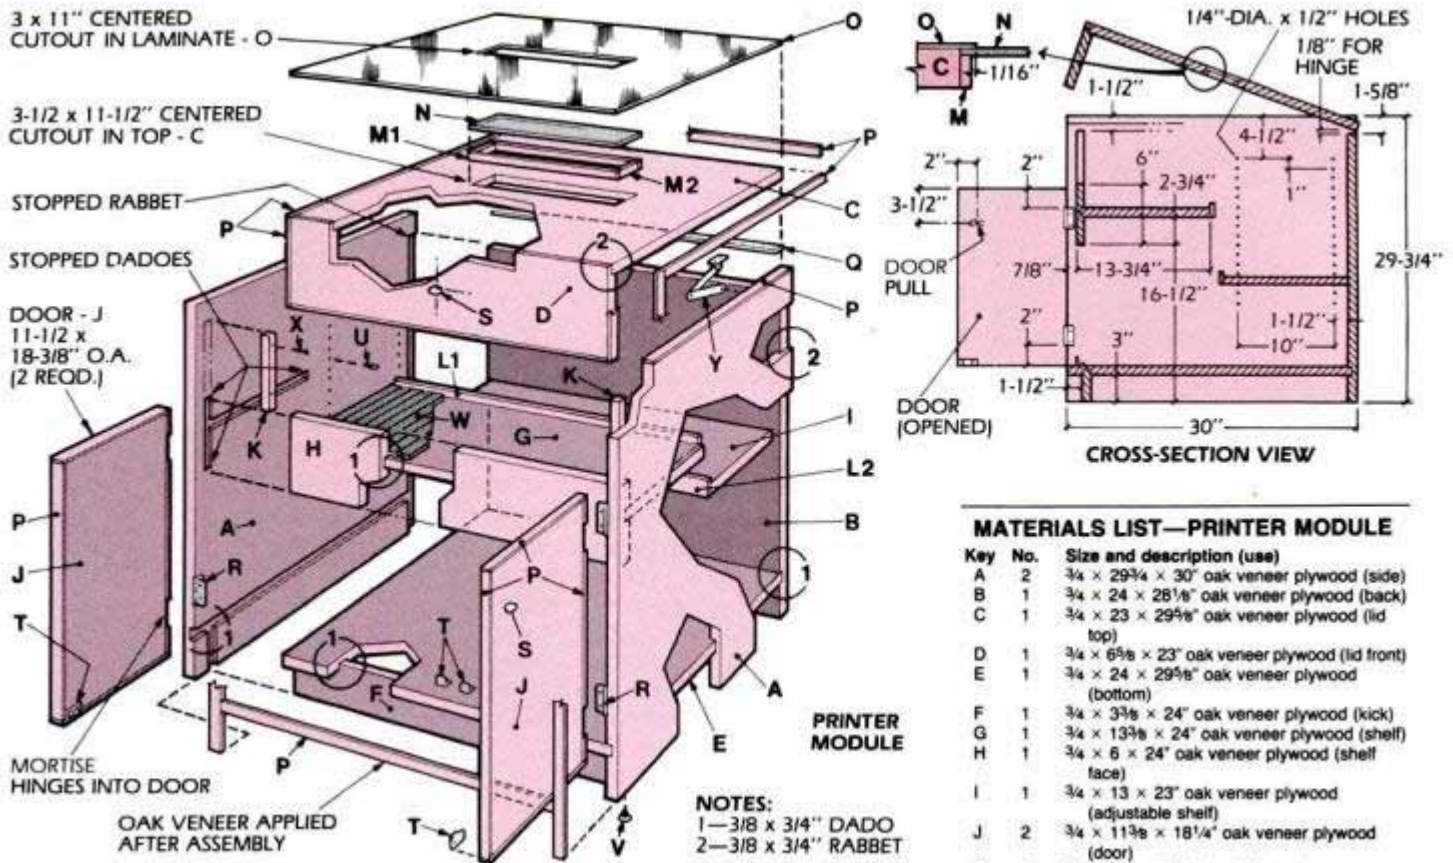 3 x 11" CENTERED
CUTOUT IN LAMINATE - O
O
3-1/2 x 11-1/2" CENTERED
CUTOUT IN TOP - C
N
M1
M2
P
C
STOPPED RABBET
P
2
Q
STOPPED DADOES
S
D
P
DOOR - J
11-1/2 x
18-3/8" O.A.
(2 REQD.)
X
U
L1
Y
2
K
W
I
K
H
1
G
L2
P
A
B
J
R
P
1
T
1
1
T
S
F
J
R
A
E
MORTISE
HINGES INTO DOOR
P
OAK VENEER APPLIED
AFTER ASSEMBLY
T
V
PRINTER
MODULE
NOTES:
1—3/8 x 3/4" DADO
2—3/8 x 3/4" RABBET
O
N
C
1/16"
M
1/4"-DIA. x 1/2" HOLES
1/8" FOR
HINGE
1-1/2"
1-5/8"
4-1/2"
2"
2"
6"
2-3/4"
1"
3-1/2"
DOOR
PULL
7/8"
13-3/4"
16-1/2"
29-3/4"
2"
3"
1-1/2"
10"
1-1/2"
DOOR
(OPENED)
30"
CROSS-SECTION VIEW
MATERIALS LIST—PRINTER MODULE
Key No. Size and description (use)
A 2 3/4 × 29 3/4 × 30" oak veneer plywood (side)
B 1 3/4 × 24 × 28 1/8" oak veneer plywood (back)
C 1 3/4 × 23 × 29 5/8" oak veneer plywood (lid
top)
D 1 3/4 × 6 5/8 × 23" oak veneer plywood (lid front)
E 1 3/4 × 24 × 29 5/8" oak veneer plywood
(bottom)
F 1 3/4 × 3 3/8 × 24" oak veneer plywood (kick)
G 1 3/4 × 13 3/8 × 24" oak veneer plywood (shelf)
H 1 3/4 × 6 × 24" oak veneer plywood (shelf
face)
I 1 3/4 × 13 × 23" oak veneer plywood
(adjustable shelf)
J 2 3/4 × 11 3/8 × 18 1/4" oak veneer plywood
(door)